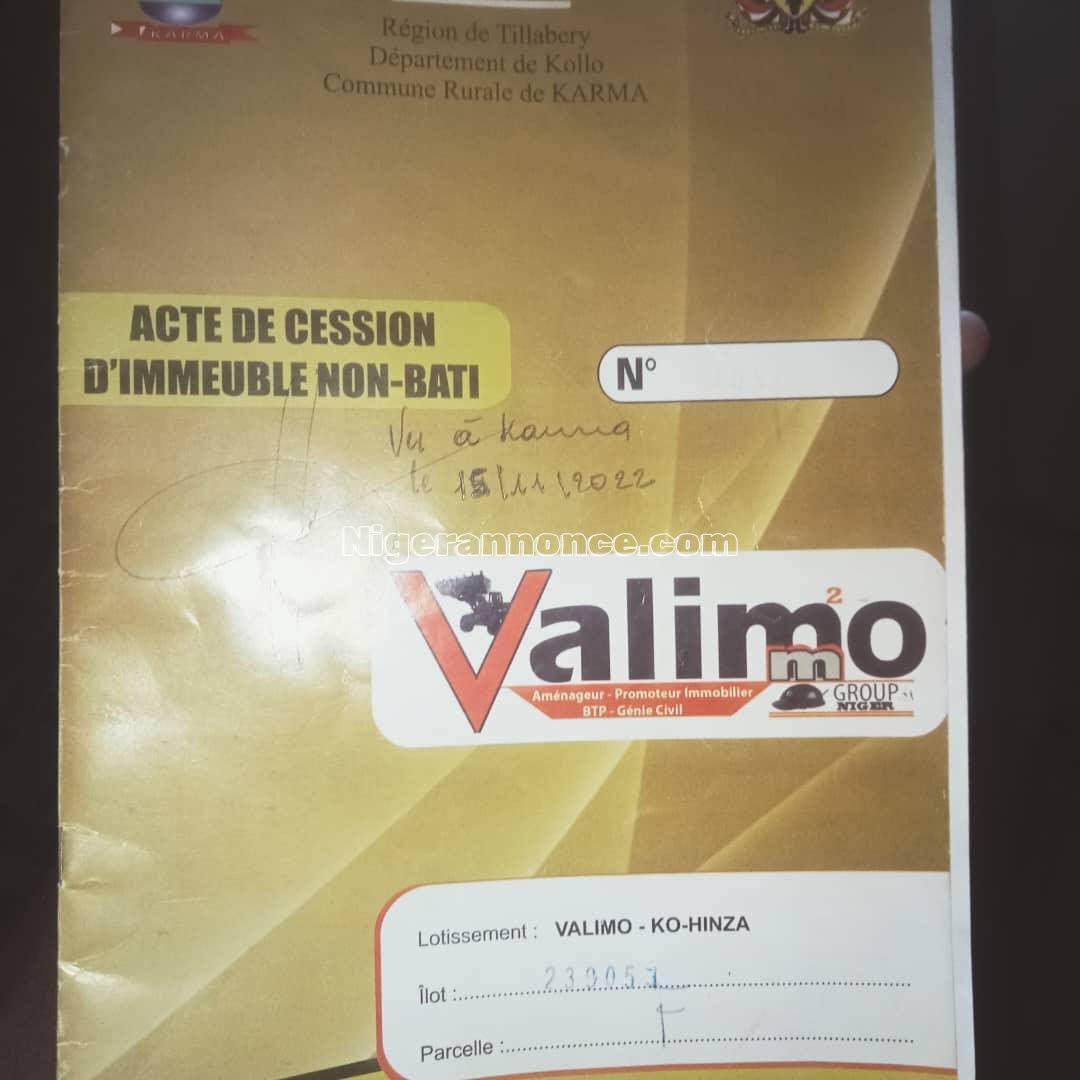 KARMA
Région de Tillabery
Département de Kollo
Commune Rurale de KARMA
ACTE DE CESSION
D'IMMEUBLE NON-BATI
N°
Vu à Karma
le 15/11/2022
Nigerannonce.com
Valimo
m²
Aménageur - Promoteur Immobilier
BTP - Génie Civil
GROUP
NIGER
Lotissement : VALIMO - KO-HINZA
Îlot :
Parcelle :